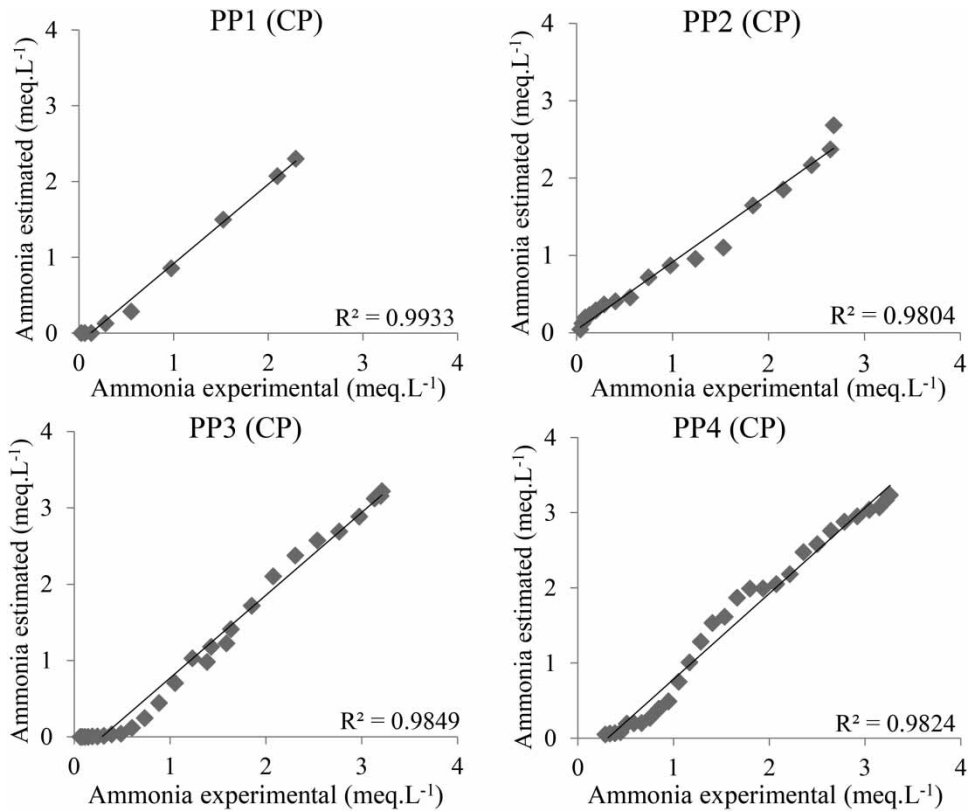 PP1 (CP)
4
3
2
1
0
Ammonia estimated (meq.L⁻¹)
R² = 0.9933
0 1 2 3 4
Ammonia experimental (meq.L⁻¹)
PP2 (CP)
4
3
2
1
0
Ammonia estimated (meq.L⁻¹)
R² = 0.9804
0 1 2 3 4
Ammonia experimental (meq.L⁻¹)
PP3 (CP)
4
3
2
1
0
Ammonia estimated (meq.L⁻¹)
R² = 0.9849
0 1 2 3 4
Ammonia experimental (meq.L⁻¹)
PP4 (CP)
4
3
2
1
0
Ammonia estimated (meq.L⁻¹)
R² = 0.9824
0 1 2 3 4
Ammonia experimental (meq.L⁻¹)